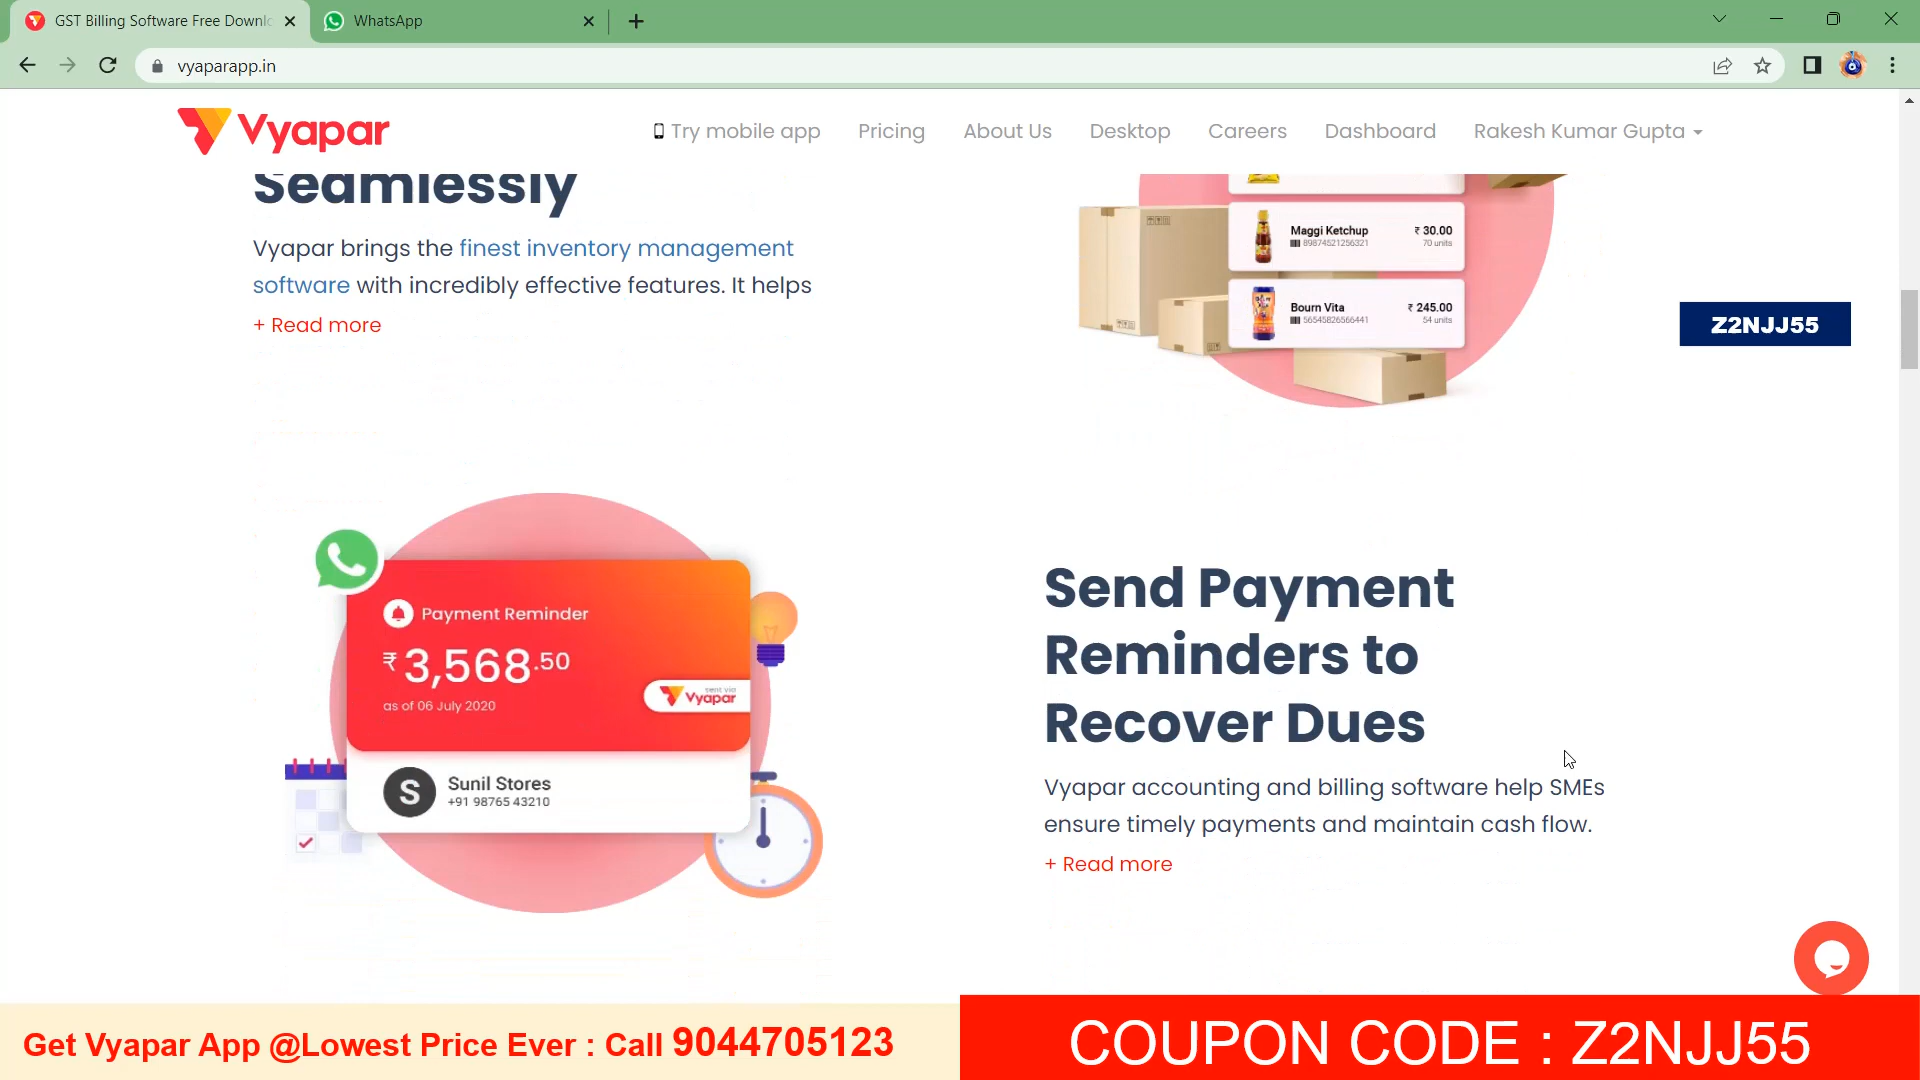 GST Billing Software Free Downlo
WhatsApp
vyaparapp.in
Vyapar
Try mobile app
Pricing
About Us
Desktop
Careers
Dashboard
Rakesh Kumar Gupta
Seamlessly
Vyapar brings the finest inventory management
software with incredibly effective features. It helps
+ Read more
Maggi Ketchup ₹ 30.00
89874521256321 70 units
Bourn Vita ₹ 245.00
56545826566441 54 units
Z2NJJ55
Payment Reminder
₹ 3,568.50
as of 06 July 2020
sent via
Vyapar
S
Sunil Stores
+91 98765 43210
Send Payment
Reminders to
Recover Dues
Vyapar accounting and billing software help SMEs
ensure timely payments and maintain cash flow.
+ Read more
Get Vyapar App @Lowest Price Ever : Call 9044705123
COUPON CODE : Z2NJJ55